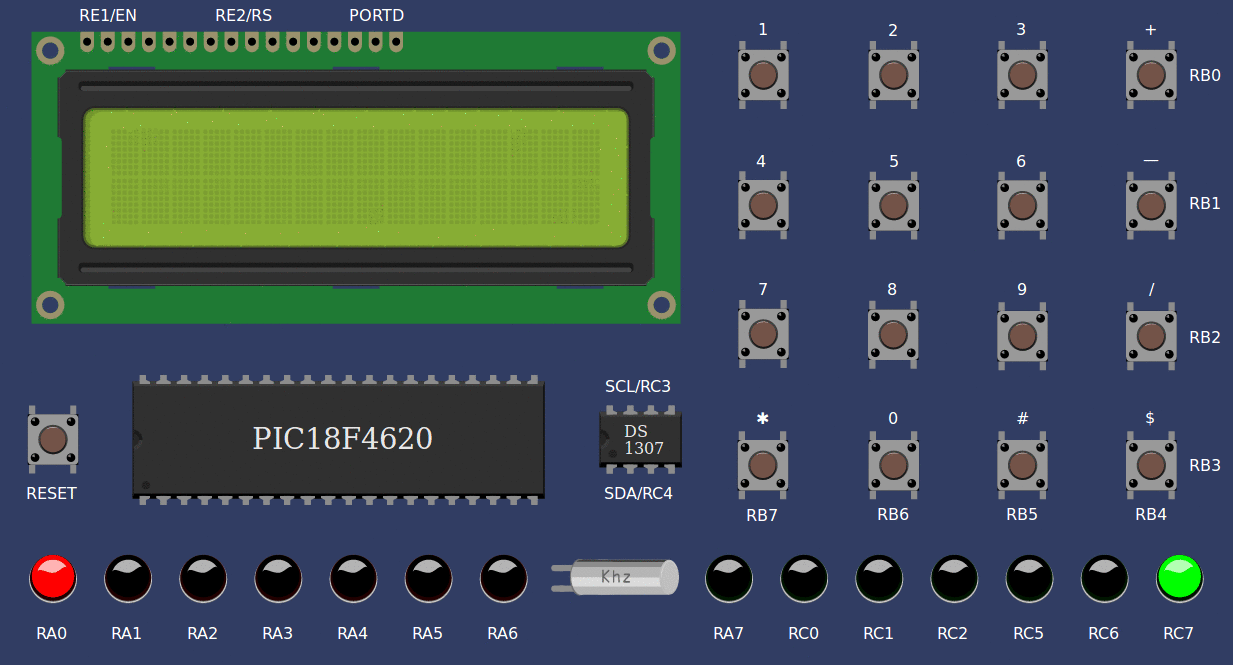 RE1/EN RE2/RS PORTD
1 2 3 +
RB0
4 5 6 —
RB1
7 8 9 /
RB2
SCL/RC3
PIC18F4620
DS
1307
RESET
SDA/RC4
✱ 0 # $
RB3
RB7 RB6 RB5 RB4
Khz
RA0 RA1 RA2 RA3 RA4 RA5 RA6 RA7 RC0 RC1 RC2 RC5 RC6 RC7